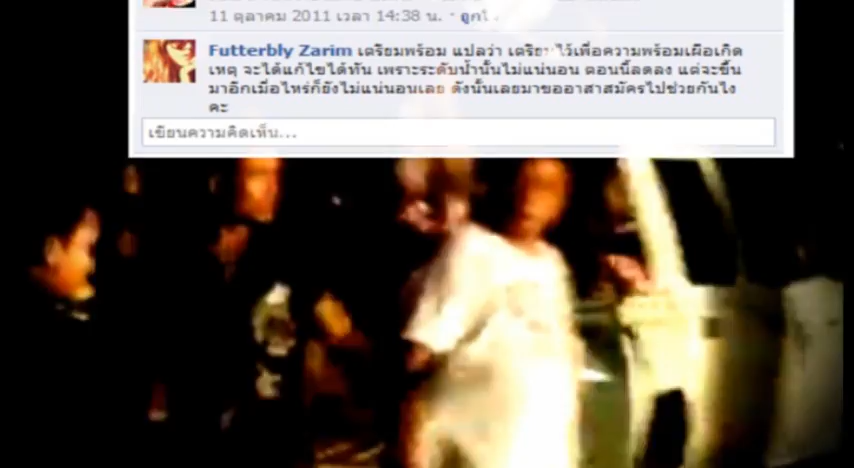 11 ตุลาคม 2011 เวลา 14:38 น. ·
Futterbly Zarim เตรียมพร้อม แปลว่า เตรียมไว้เพื่อความพร้อมเผื่อเกิด
เหตุ จะได้แก้ไขได้ทัน เพราะระดับน้ำนั้นไม่แน่นอน ตอนนี้ลดลง แต่จะขึ้น
มาอีกเมื่อไหร่ก็ยังไม่แน่นอนเลย ดังนั้นเลยมาขออาสาสมัครไปช่วยกันไง
คะ
เขียนความคิดเห็น...